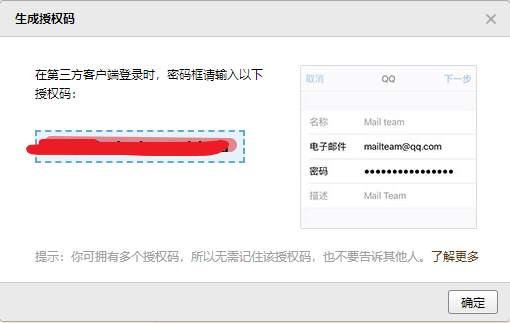 生成授权码
在第三方客户端登录时，密码框请输入以下
授权码：
取消 QQ 下一步
名称 Mail team
电子邮件 mailteam@qq.com
密码 ●●●●●●●●●●●●●●●●
描述 Mail Team
提示：你可拥有多个授权码，所以无需记住该授权码，也不要告诉其他人。了解更多
确定